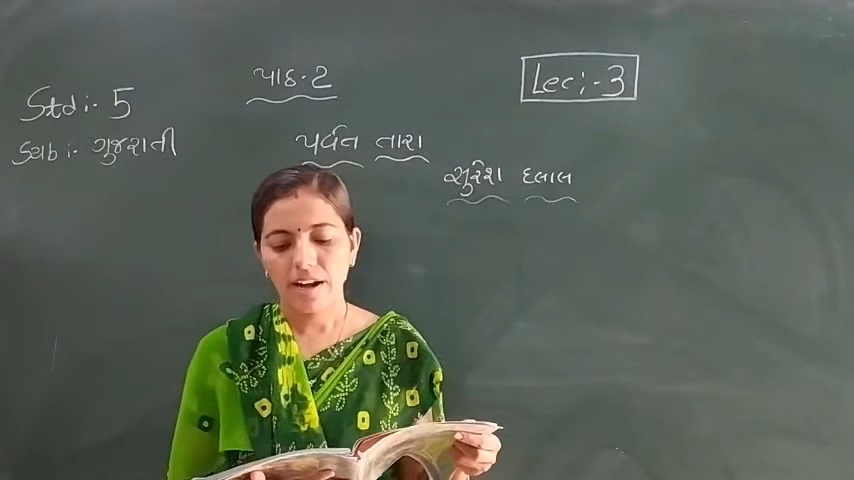 Std :- 5
પાઠ-2
Lec :- 3
Sub :- ગુજરાતી
પર્વત તારા
સુરેશ દલાલ